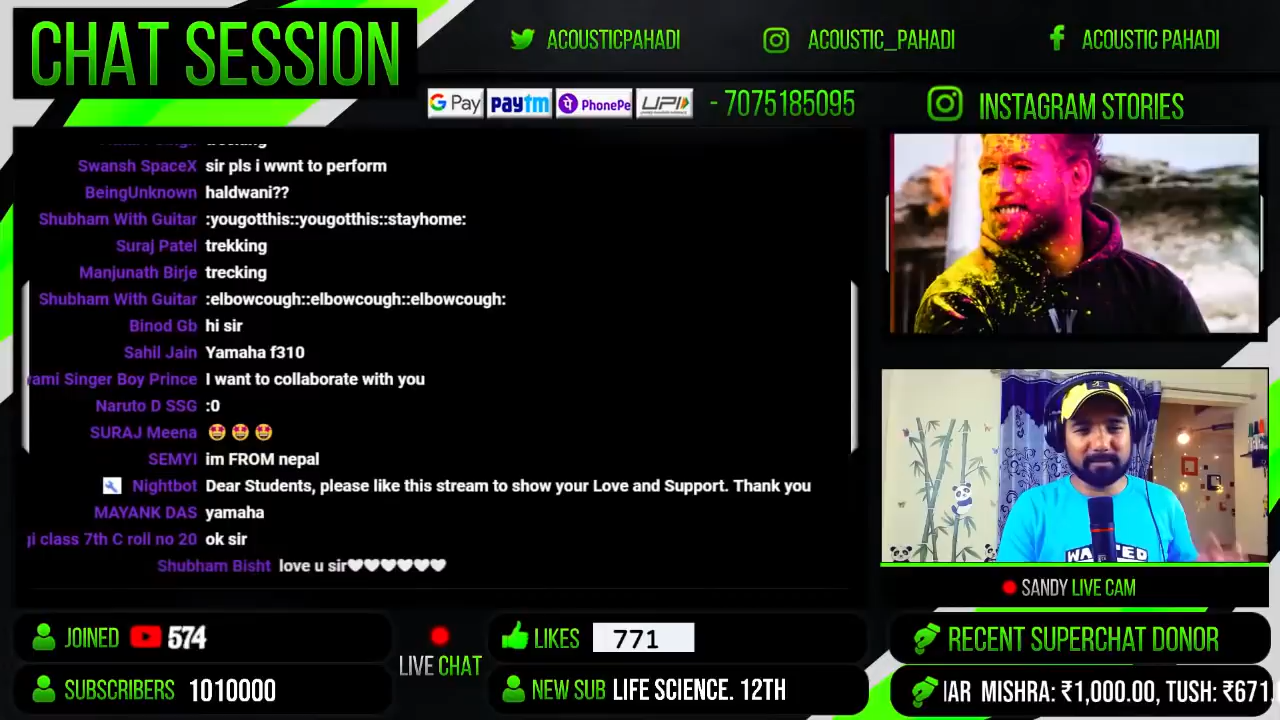 CHAT SESSION
ACOUSTICPAHADI
ACOUSTIC_PAHADI
ACOUSTIC PAHADI
G Pay paytm PhonePe UPI - 7075185095
INSTAGRAM STORIES
Swansh SpaceX sir pls i wwnt to perform
BeingUnknown haldwani??
Shubham With Guitar :yougotthis::yougotthis::stayhome:
Suraj Patel trekking
Manjunath Birje trecking
Shubham With Guitar :elbowcough::elbowcough::elbowcough:
Binod Gb hi sir
Sahil Jain Yamaha f310
ami Singer Boy Prince I want to collaborate with you
Naruto D SSG :0
SURAJ Meena 🤩 🤩 🤩
SEMYI im FROM nepal
Nightbot Dear Students, please like this stream to show your Love and Support. Thank you
MAYANK DAS yamaha
class 7th C roll no 20 ok sir
Shubham Bisht love u sir🤍🤍🤍🤍🤍🤍
WANTED
SANDY LIVE CAM
JOINED 574
LIVE CHAT
LIKES 771
RECENT SUPERCHAT DONOR
SUBSCRIBERS 1010000
NEW SUB LIFE SCIENCE. 12TH
MISHRA: ₹1,000.00, TUSH: ₹671